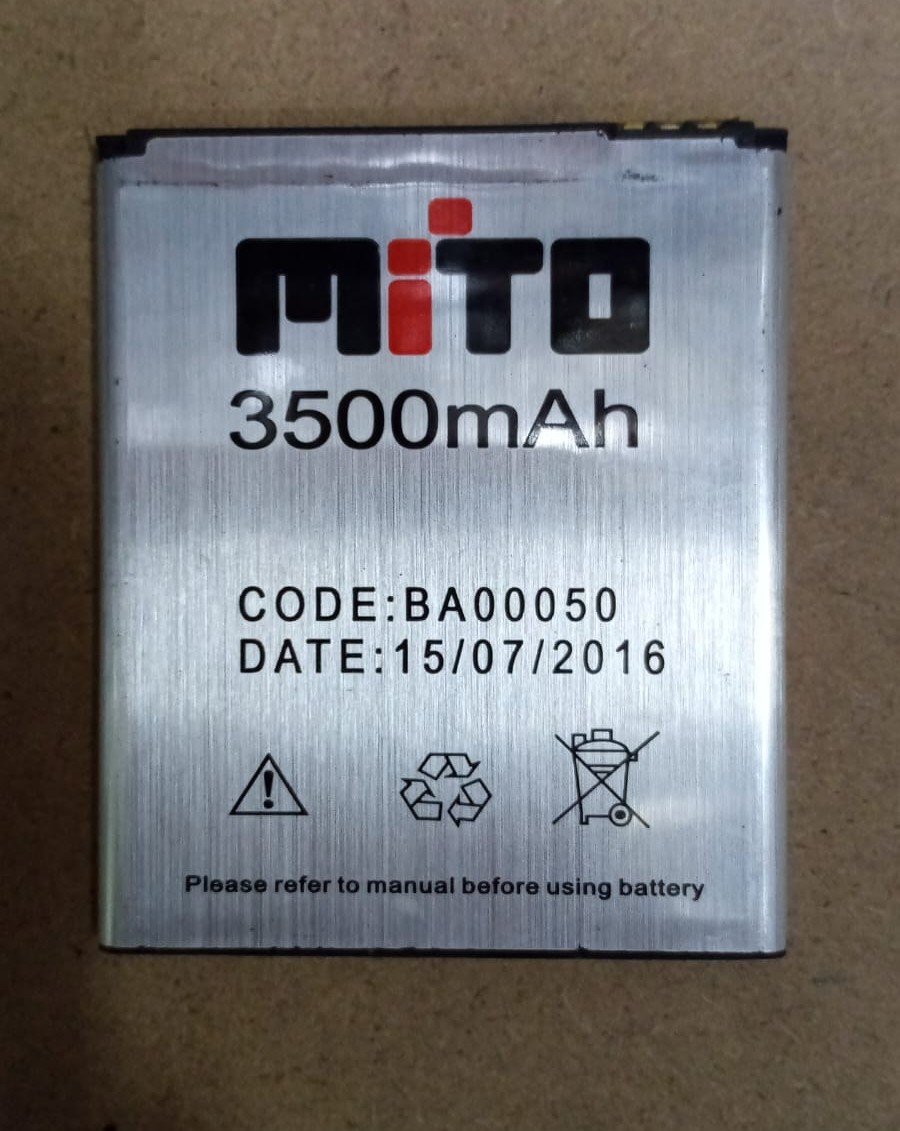 MiTO
3500mAh
CODE:BA00050
DATE:15/07/2016
Please refer to manual before using battery